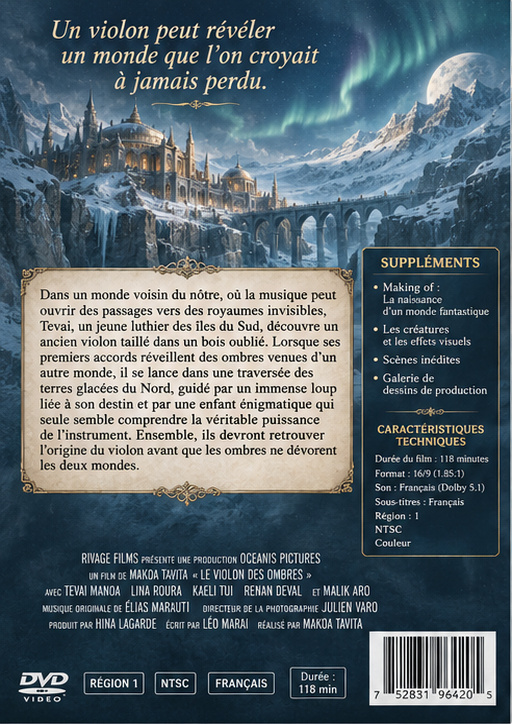 Un violon peut révéler
un monde que l'on croyait
à jamais perdu.
Dans un monde voisin du nôtre, où la musique peut
ouvrir des passages vers des royaumes invisibles,
Tevai, un jeune luthier des îles du Sud, découvre un
ancien violon taillé dans un bois oublié. Lorsque ses
premiers accords réveillent des ombres venues d'un
autre monde, il se lance dans une traversée des
terres glacées du Nord, guidé par un immense loup
liée à son destin et par une enfant énigmatique qui
seule semble comprendre la véritable puissance
de l'instrument. Ensemble, ils devront retrouver
l'origine du violon avant que les ombres ne dévorent
les deux mondes.
SUPPLÉMENTS
• Making of :
La naissance
d'un monde fantastique
• Les créatures
et les effets visuels
• Scènes inédites
• Galerie de
dessins de production
CARACTÉRISTIQUES
TECHNIQUES
Durée du film : 118 minutes
Format : 16/9 (1.85:1)
Son : Français (Dolby 5.1)
Sous-titres : Français
Région : 1
NTSC
Couleur
RIVAGE FILMS PRÉSENTE UNE PRODUCTION OCEANIS PICTURES
UN FILM DE MAKOA TAVITA « LE VIOLON DES OMBRES »
AVEC TEVAI MANOA LINA ROURA KAELI TUI RENAN DEVAL ET MALIK ARO
MUSIQUE ORIGINALE DE ÉLIAS MARAUTI DIRECTEUR DE LA PHOTOGRAPHIE JULIEN VARO
PRODUIT PAR HINA LAGARDE ÉCRIT PAR LÉO MARAI RÉALISÉ PAR MAKOA TAVITA
DVD
VIDEO
RÉGION 1
NTSC
FRANÇAIS
Durée :
118 min
7 52831 96420 5